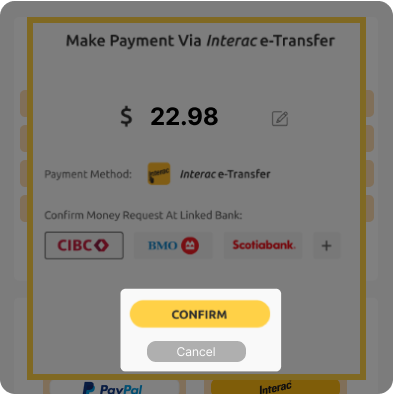 Make Payment Via Interac e-Transfer
$ 22.98
Payment Method: Interac Interac e-Transfer
Confirm Money Request At Linked Bank:
CIBC BMO Scotiabank. +
CONFIRM
Cancel
PayPal Interac